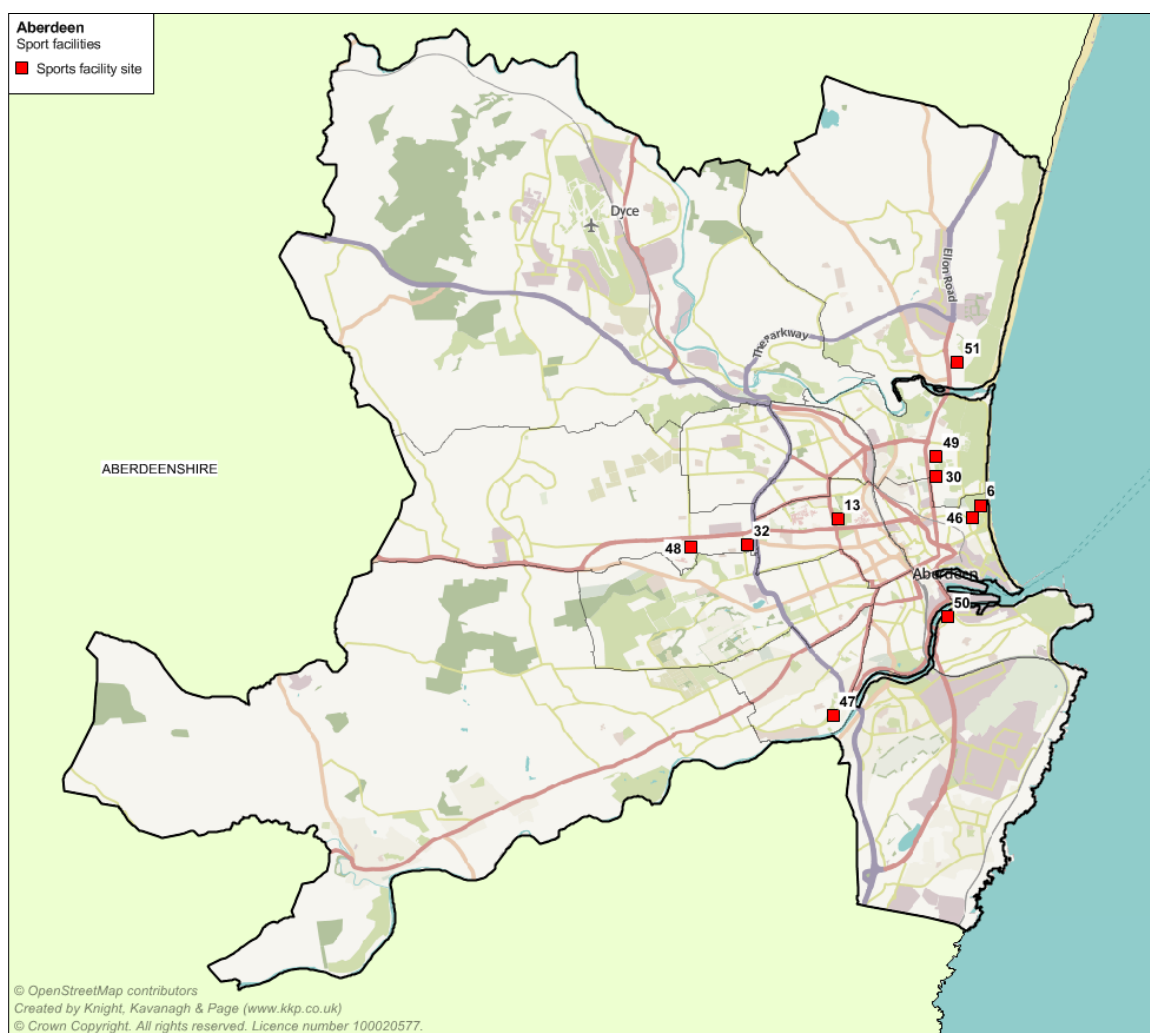 Aberdeen
Sport facilities
Sports facility site
Dyce
Ellon Road
The Parkway
51
ABERDEENSHIRE
49
30
6
13
46
32
48
Aberdeen
50
47
© OpenStreetMap contributors
Created by Knight, Kavanagh & Page (www.kkp.co.uk)
© Crown Copyright. All rights reserved. Licence number 100020577.